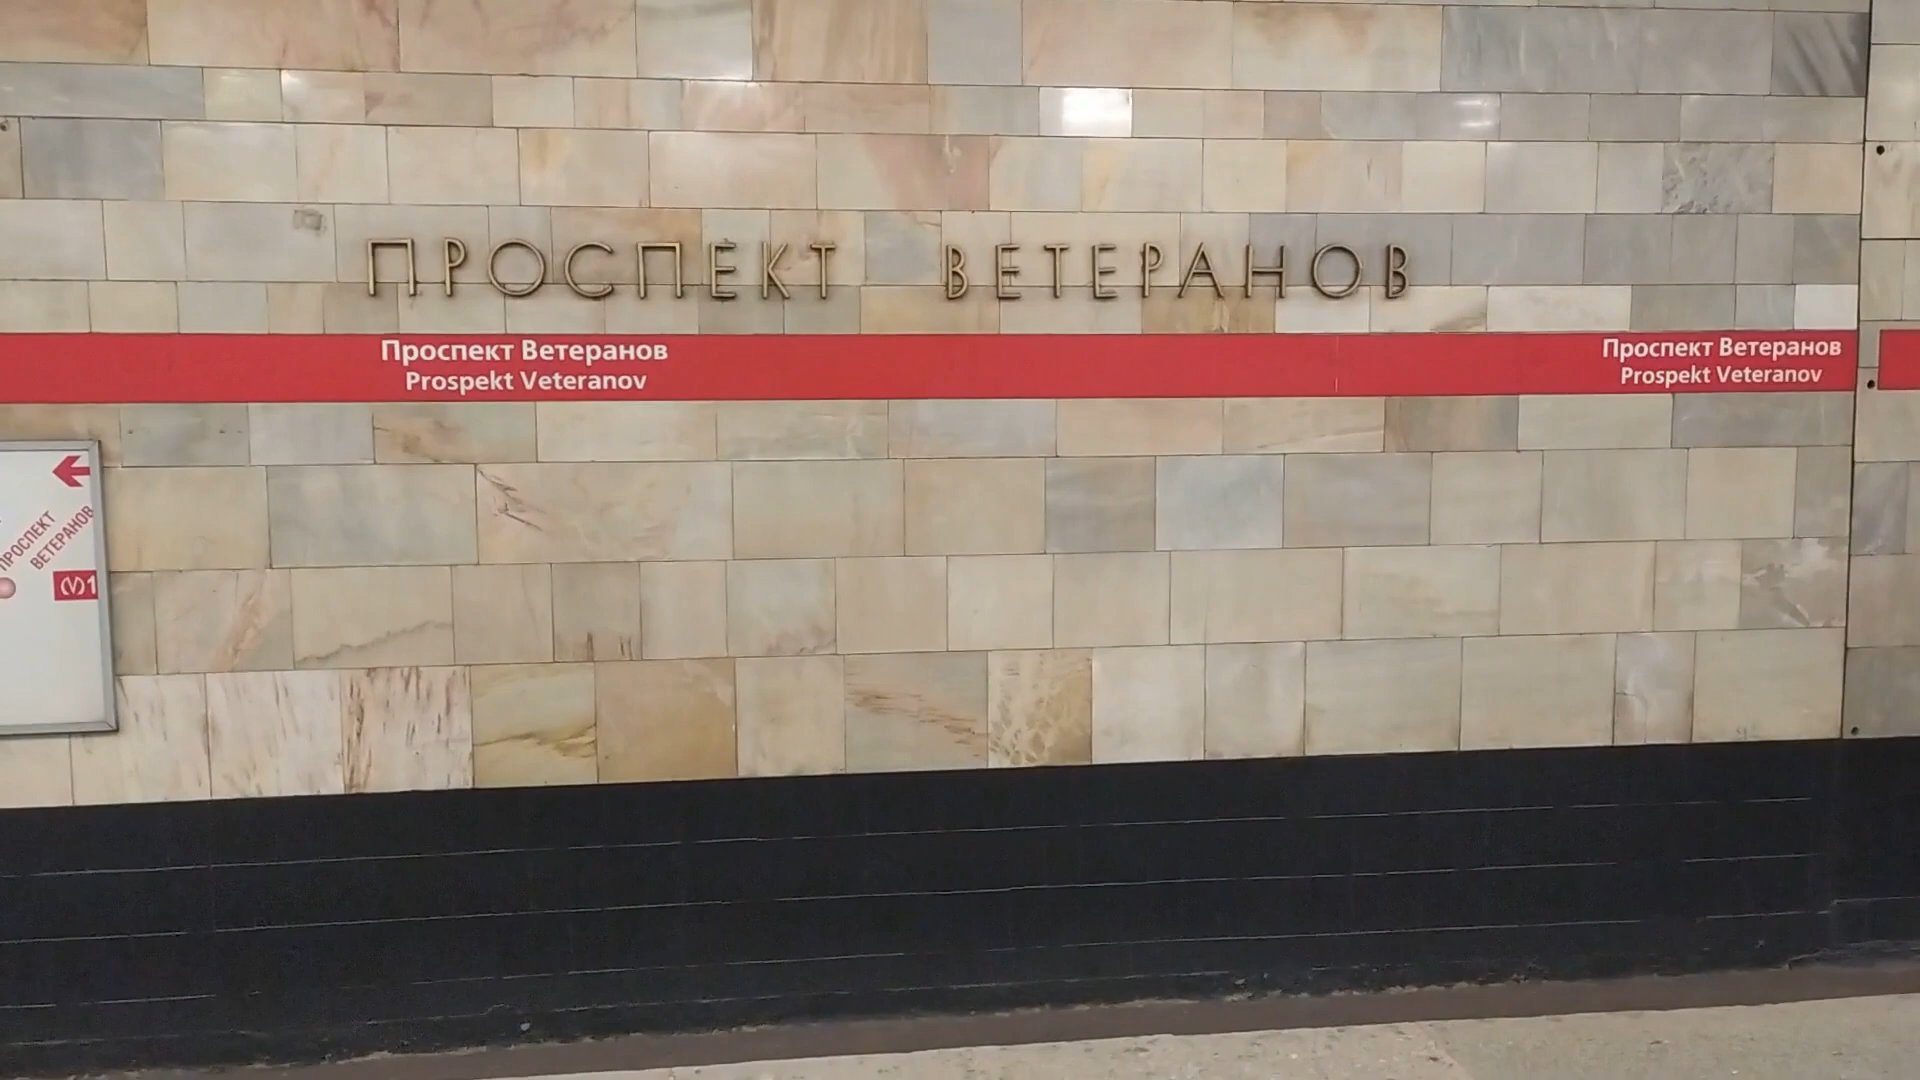 ПРОСПЕКТ ВЕТЕРАНОВ
Проспект Ветеранов
Prospekt Veteranov
Проспект Ветеранов
Prospekt Veteranov
ПРОСПЕКТ
ВЕТЕРАНОВ
1